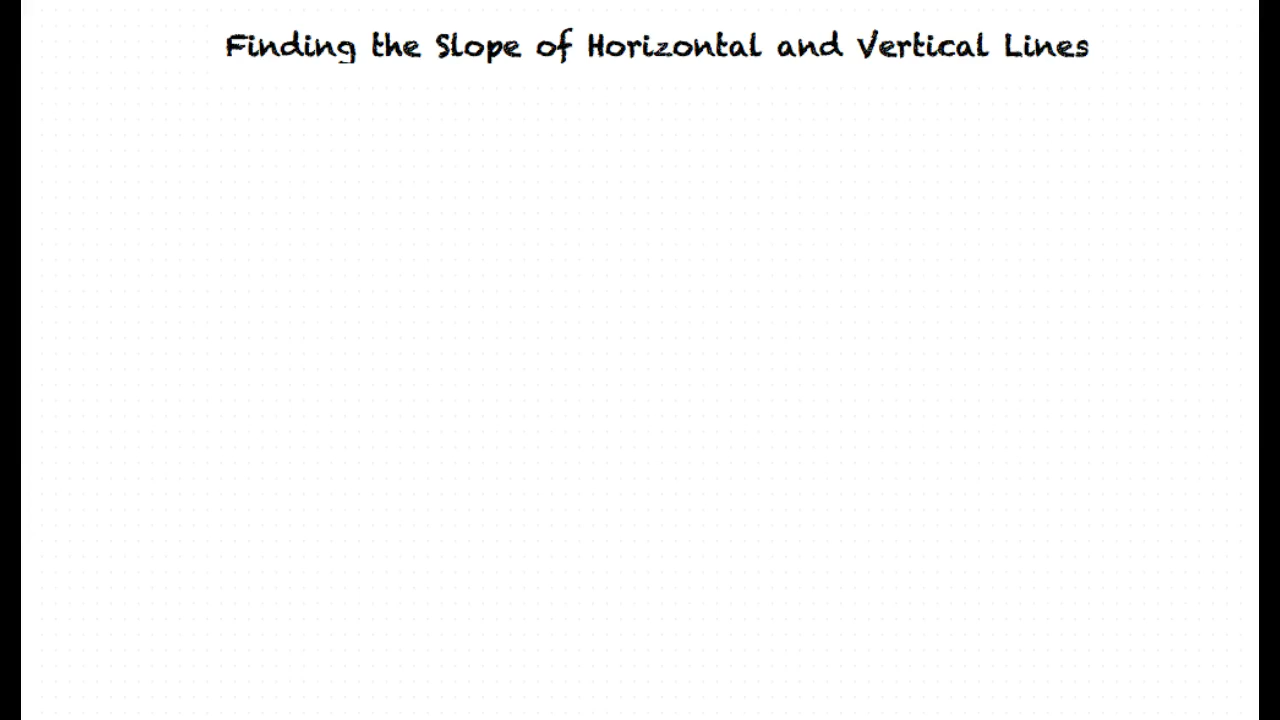 Finding the Slope of Horizontal and Vertical Lines